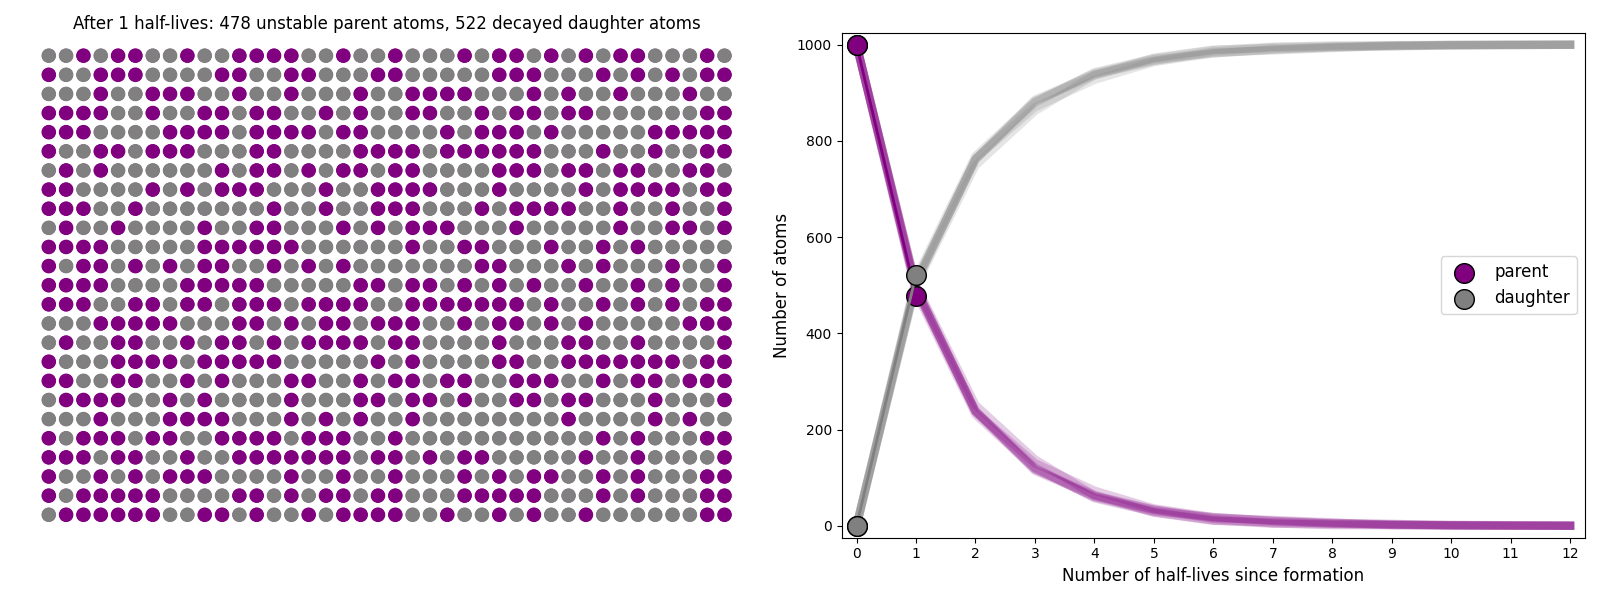 After 1 half-lives: 478 unstable parent atoms, 522 decayed daughter atoms
1000
800
600
400
200
0
Number of atoms
parent
daughter
0 1 2 3 4 5 6 7 8 9 10 11 12
Number of half-lives since formation